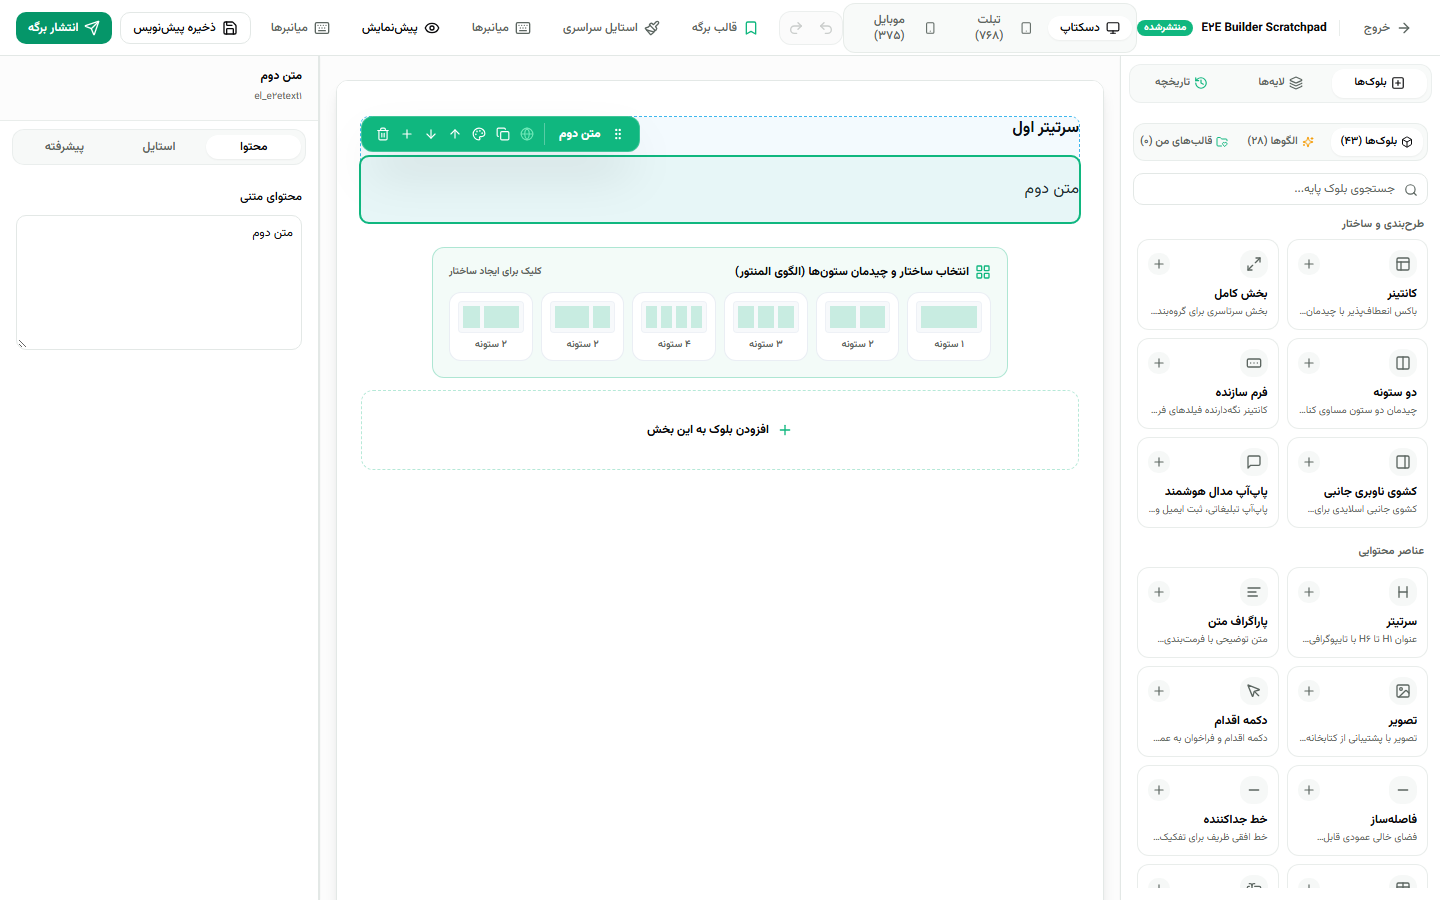 خروج
E2E Builder Scratchpad
منتشرشده
دسکتاپ
تبلت (۷۶۸)
موبایل (۳۷۵)
قالب برگه
استایل سراسری
میانبرها
پیش‌نمایش
میانبرها
ذخیره پیش‌نویس
انتشار برگه
بلوک‌ها
لایه‌ها
تاریخچه
بلوک‌ها (۴۳)
الگوها (۲۸)
قالب‌های من (۰)
جستجوی بلوک پایه...
طرح‌بندی و ساختار
کانتینر
باکس انعطاف‌پذیر با چیدمان...
بخش کامل
بخش سرتاسری برای گروه‌بند...
دو ستونه
چیدمان دو ستون مساوی کنا...
فرم سازنده
کانتینر نگه‌دارنده فیلدهای فر...
کشوی ناوبری جانبی
کشوی جانبی اسلایدی برای...
پاپ‌آپ مدال هوشمند
پاپ‌آپ تبلیغاتی، ثبت ایمیل و...
عناصر محتوایی
سرتیتر
عنوان H۱ تا H۶ با تایپوگرافی...
پاراگراف متن
متن توضیحی با فرمت‌بندی...
تصویر
تصویر با پشتیبانی از کتابخانه...
دکمه اقدام
دکمه اقدام و فراخوان به عمـ...
فاصله‌ساز
فضای خالی عمودی قابل...
خط جداکننده
خط افقی ظریف برای تفکیک...
متن دوم
سرتیتر اول
متن دوم
انتخاب ساختار و چیدمان ستون‌ها (الگوی المنتور)
کلیک برای ایجاد ساختار
۱ ستونه
۲ ستونه
۳ ستونه
۴ ستونه
۲ ستونه
۲ ستونه
افزودن بلوک به این بخش
متن دوم
el_e۲etext۱
محتوا
استایل
پیشرفته
محتوای متنی
متن دوم